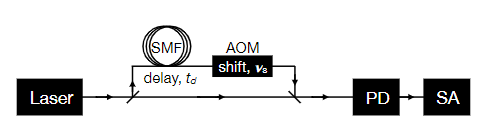 SMF
AOM
shift, νs
delay, td
Laser
PD
SA